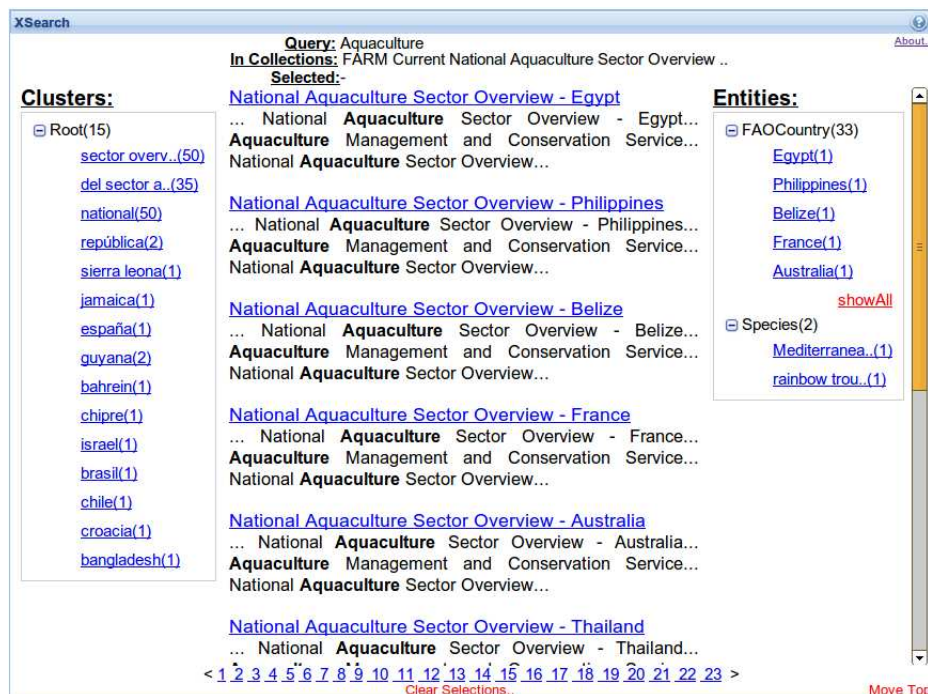 XSearch
About.
Query: Aquaculture
In Collections: FARM Current National Aquaculture Sector Overview ..
Selected:-
Clusters:
Root(15)
sector overv..(50)
del sector a..(35)
national(50)
república(2)
sierra leona(1)
jamaica(1)
españa(1)
guyana(2)
bahrein(1)
chipre(1)
israel(1)
brasil(1)
chile(1)
croacia(1)
bangladesh(1)
National Aquaculture Sector Overview - Egypt
... National Aquaculture Sector Overview - Egypt...
Aquaculture Management and Conservation Service...
National Aquaculture Sector Overview...
National Aquaculture Sector Overview - Philippines
... National Aquaculture Sector Overview - Philippines...
Aquaculture Management and Conservation Service...
National Aquaculture Sector Overview...
National Aquaculture Sector Overview - Belize
... National Aquaculture Sector Overview - Belize...
Aquaculture Management and Conservation Service...
National Aquaculture Sector Overview...
National Aquaculture Sector Overview - France
... National Aquaculture Sector Overview - France...
Aquaculture Management and Conservation Service...
National Aquaculture Sector Overview...
National Aquaculture Sector Overview - Australia
... National Aquaculture Sector Overview - Australia...
Aquaculture Management and Conservation Service...
National Aquaculture Sector Overview...
National Aquaculture Sector Overview - Thailand
... National Aquaculture Sector Overview - Thailand...
Entities:
FAOCountry(33)
Egypt(1)
Philippines(1)
Belize(1)
France(1)
Australia(1)
showAll
Species(2)
Mediterranea..(1)
rainbow trou..(1)
< 1 2 3 4 5 6 7 8 9 10 11 12 13 14 15 16 17 18 19 20 21 22 23 >
Clear Selections..
Move Top